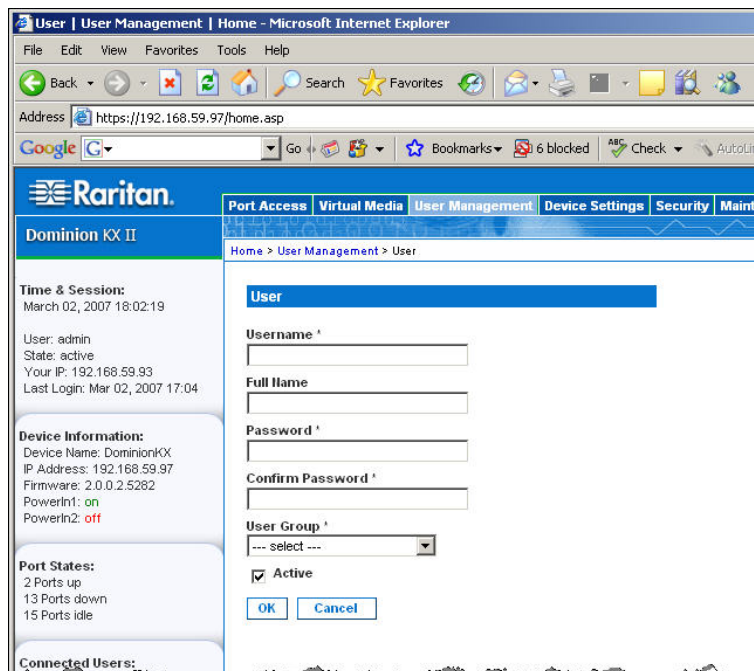 User | User Management | Home - Microsoft Internet Explorer
File Edit View Favorites Tools Help
Back Search Favorites
Address https://192.168.59.97/home.asp
Google G Go Bookmarks 6 blocked ABC Check AutoLi
Raritan.
Port Access Virtual Media User Management Device Settings Security Maint
Dominion KX II
Home > User Management > User
Time & Session:
March 02, 2007 18:02:19
User: admin
State: active
Your IP: 192.168.59.93
Last Login: Mar 02, 2007 17:04
Device Information:
Device Name: DominionKX
IP Address: 192.168.59.97
Firmware: 2.0.0.2.5282
PowerIn1: on
PowerIn2: off
Port States:
2 Ports up
13 Ports down
15 Ports idle
Connected Users:
User
Username *
Full Name
Password *
Confirm Password *
User Group *
--- select ---
Active
OK Cancel